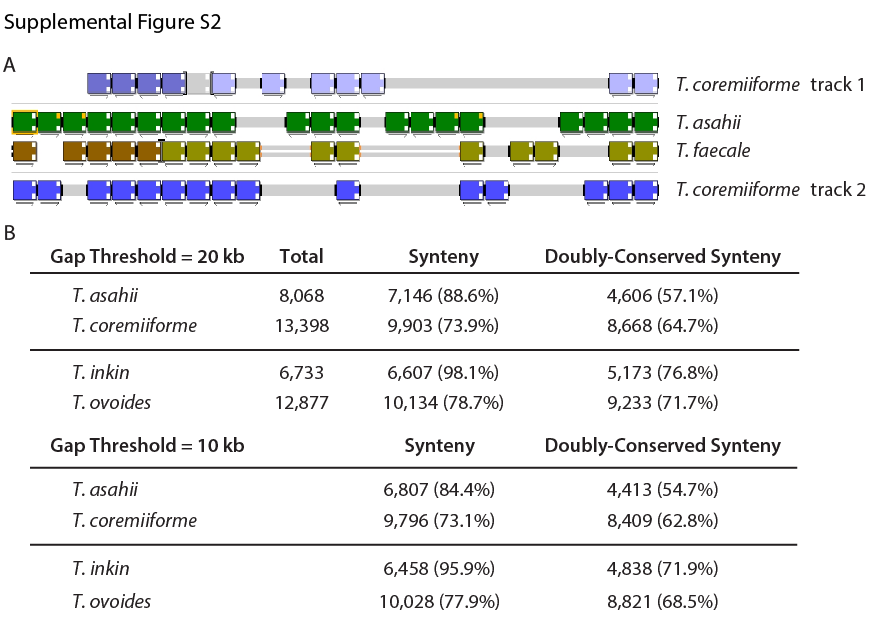 Supplemental Figure S2
A
T. coremiiforme track 1
T. asahii
T. faecale
T. coremiiforme track 2
B
Gap Threshold = 20 kb Total Synteny Doubly-Conserved Synteny
T. asahii 8,068 7,146 (88.6%) 4,606 (57.1%)
T. coremiiforme 13,398 9,903 (73.9%) 8,668 (64.7%)
T. inkin 6,733 6,607 (98.1%) 5,173 (76.8%)
T. ovoides 12,877 10,134 (78.7%) 9,233 (71.7%)
Gap Threshold = 10 kb Synteny Doubly-Conserved Synteny
T. asahii 6,807 (84.4%) 4,413 (54.7%)
T. coremiiforme 9,796 (73.1%) 8,409 (62.8%)
T. inkin 6,458 (95.9%) 4,838 (71.9%)
T. ovoides 10,028 (77.9%) 8,821 (68.5%)